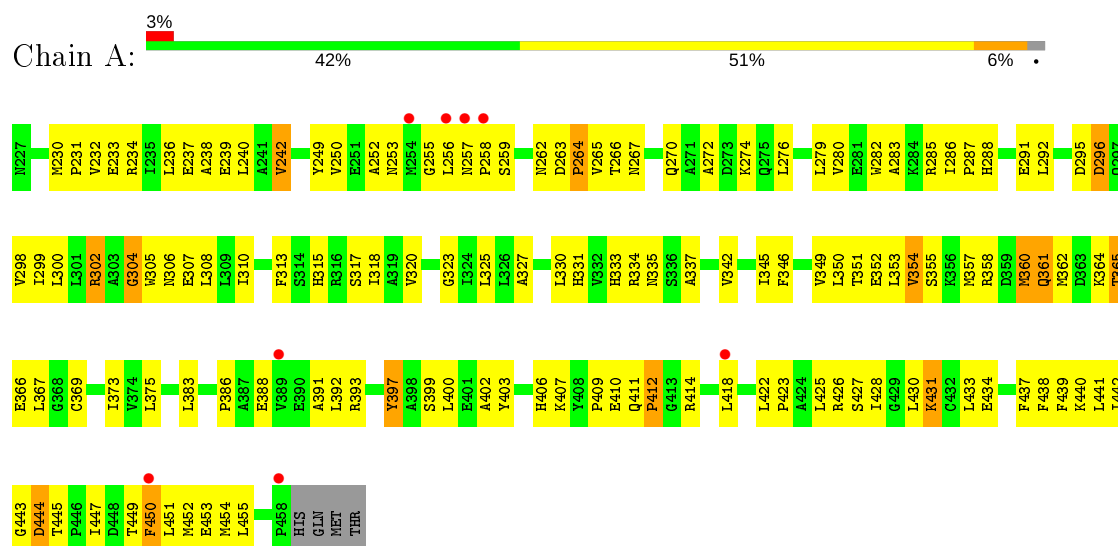 3%
Chain A:
42% 51% 6% •
N227 M230 P231 V232 E233 R234 I235 L236 E237 A238 E239 L240 A241 V242 Y249 V250 E251 A252 N253 M254 G255 L256 N257 P258 S259 N262 D263 P264 V265 T266 N267 Q270 A271 A272 D273 K274 Q275 L276 L279 V280 E281 W282 A283 K284 R285 I286 P287 H288 E291 L292 D295 D296 Q297
V298 I299 L300 L301 R302 A303 G304 W305 N306 E307 L308 L309 I310 F313 S314 H315 R316 S317 I318 A319 V320 G323 I324 L325 L326 A327 L330 H331 V332 H333 R334 N335 S336 A337 V342 I345 F346 V349 L350 T351 E352 L353 V354 S355 K356 M357 R358 D359 M360 Q361 M362 D363 K364 T365
E366 L367 G368 C369 I373 V374 L375 L383 P386 A387 E388 V389 E390 A391 L392 R393 Y397 A398 S399 L400 E401 A402 Y403 H406 K407 Y408 P409 E410 Q411 P412 G413 R414 L418 L422 P423 A424 L425 R426 S427 I428 G429 L430 K431 C432 L433 E434 F437 F438 F439 K440 L441 I442
G443 D444 T445 P446 I447 D448 T449 F450 L451 M452 E453 M454 L455 P458 HIS GLN MET THR